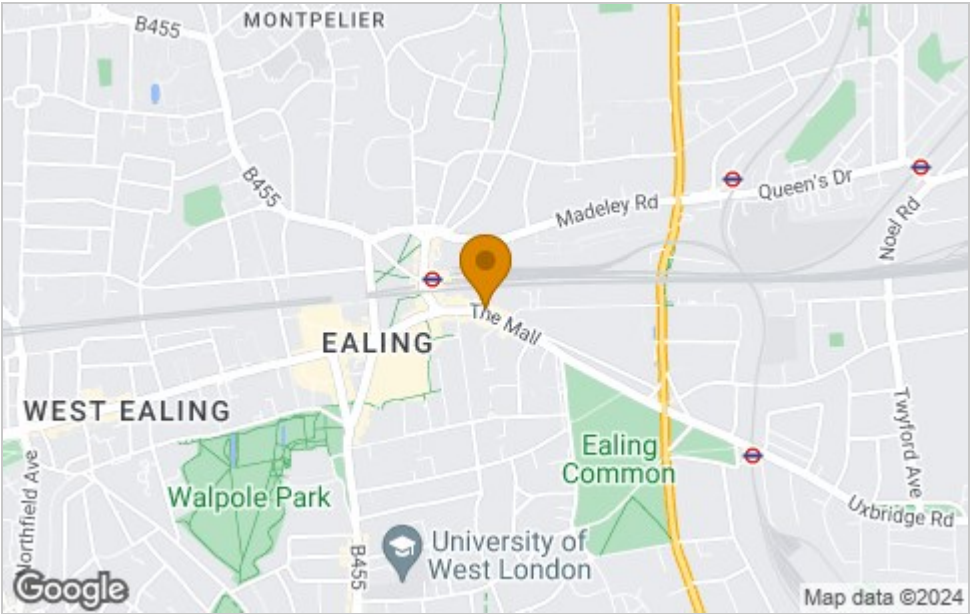 MONTPELIER
B455
B455
Queen's Dr
Madeley Rd
Noel Rd
The Mall
EALING
WEST EALING
Twyford Ave
Ealing
Common
Northfield Ave
Walpole Park
Uxbridge Rd
B455
University of
West London
Google
Map data ©2024